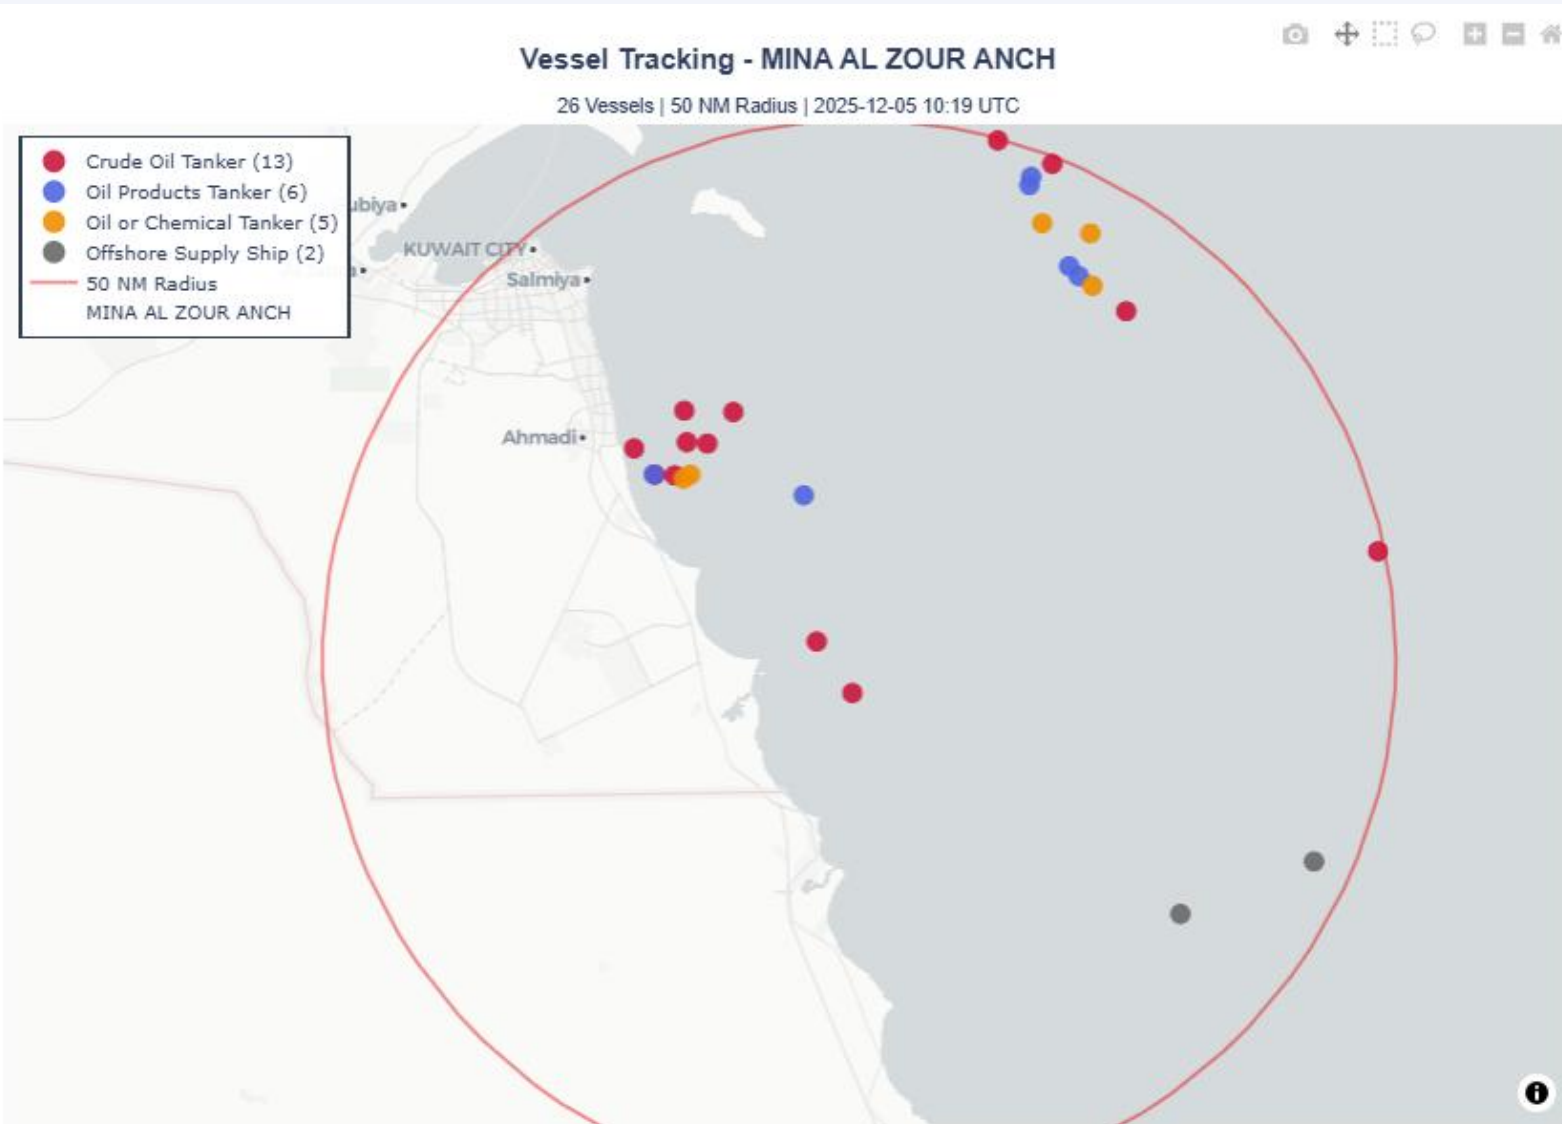 Vessel Tracking - MINA AL ZOUR ANCH
26 Vessels | 50 NM Radius | 2025-12-05 10:19 UTC
Crude Oil Tanker (13)
Oil Products Tanker (6)
Oil or Chemical Tanker (5)
Offshore Supply Ship (2)
50 NM Radius
MINA AL ZOUR ANCH
ubiya
KUWAIT CITY
Salmiya
Ahmadi